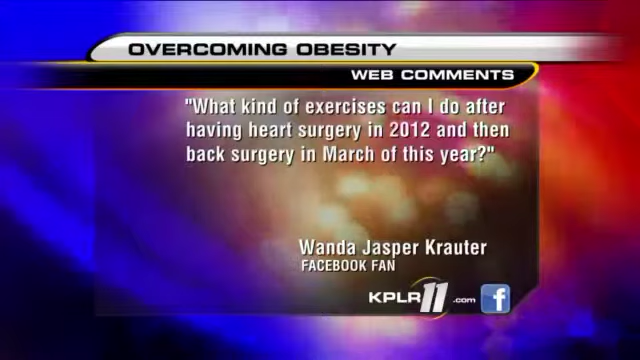 OVERCOMING OBESITY
WEB COMMENTS
"What kind of exercises can I do after
having heart surgery in 2012 and then
back surgery in March of this year?"
Wanda Jasper Krauter
FACEBOOK FAN
KPLR11.com f